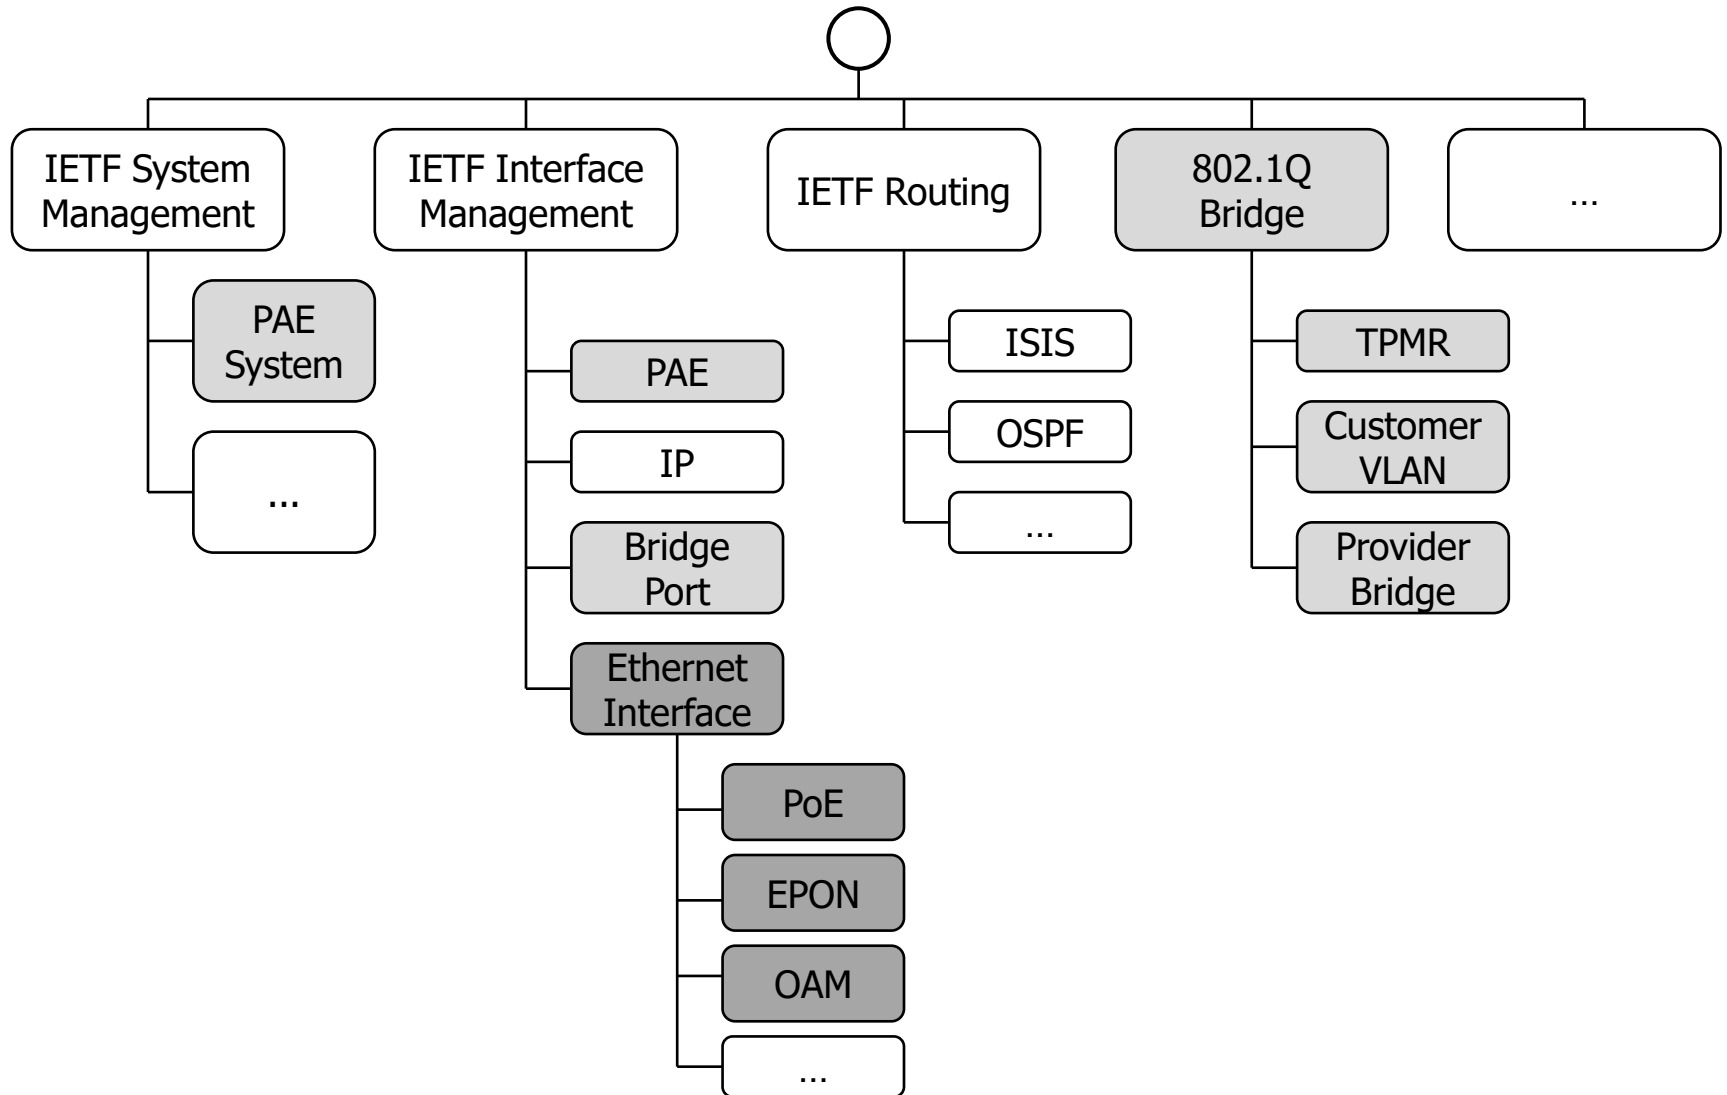 IETF System
Management
IETF Interface
Management
IETF Routing
802.1Q
Bridge
...
PAE
System
...
PAE
IP
Bridge
Port
Ethernet
Interface
PoE
EPON
OAM
...
ISIS
OSPF
...
TPMR
Customer
VLAN
Provider
Bridge